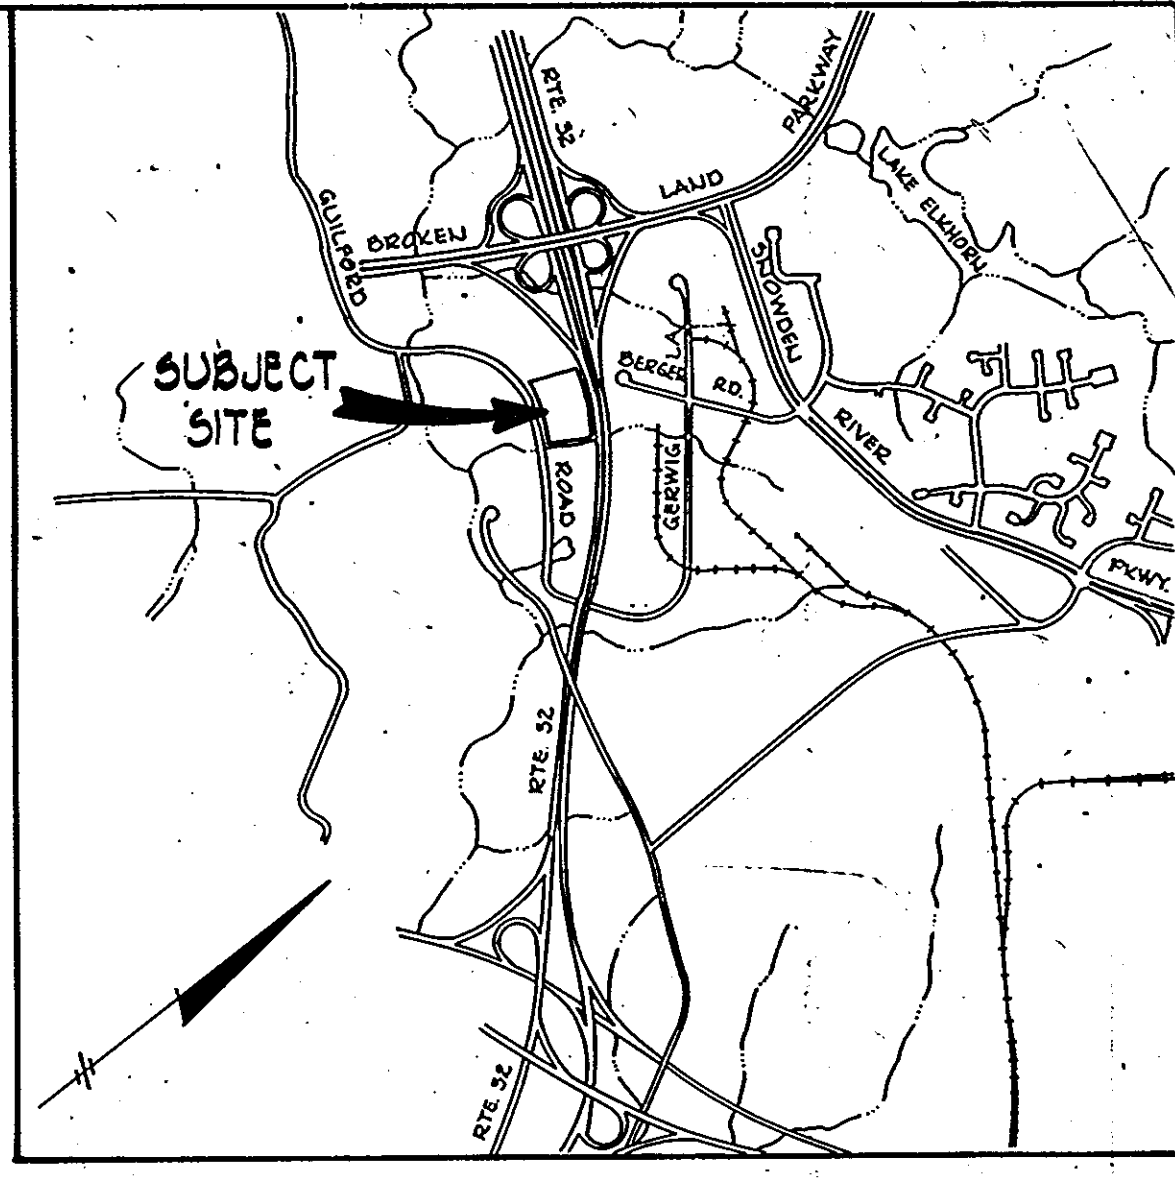 RTE. 32
PARKWAY
LAND
LAKE ELKHORN
GUILFORD
BROKEN
SNOWDEN
SUBJECT
SITE
BERGER RD.
LA.
RIVER
ROAD
GERWIG
PKWY.
RTE. 32
RTE. 32